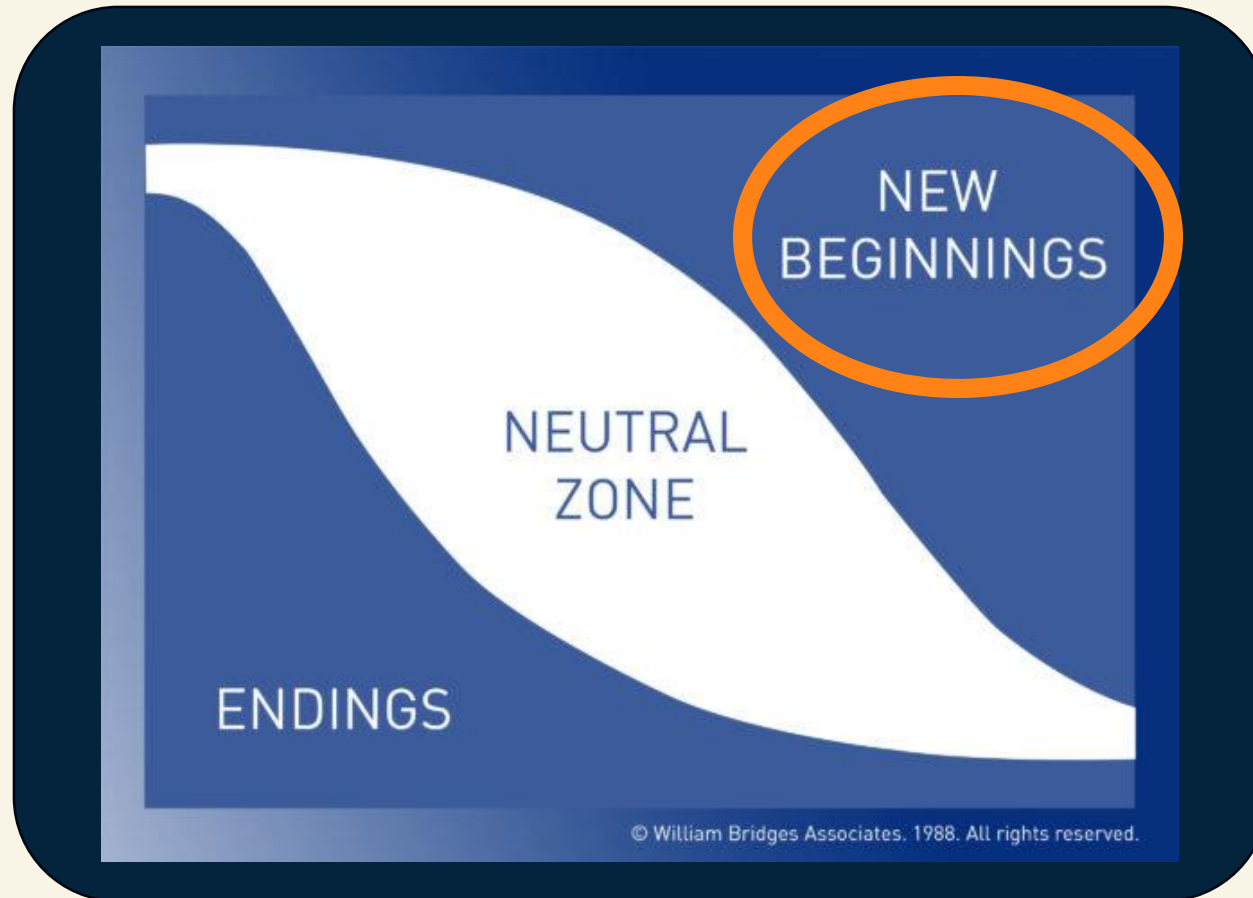 NEW
BEGINNINGS
NEUTRAL
ZONE
ENDINGS
© William Bridges Associates. 1988. All rights reserved.